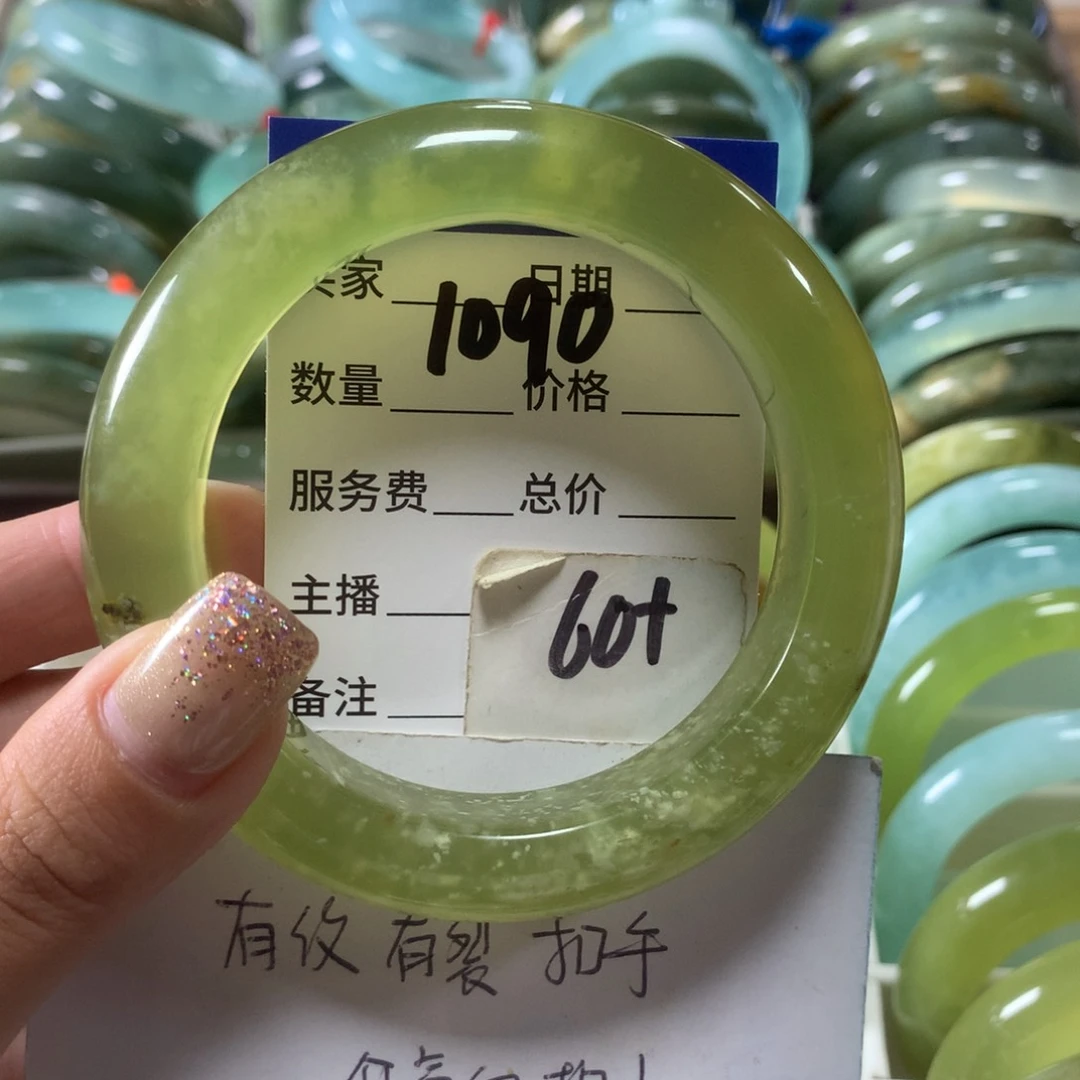 家 日期
1090
数量 价格
服务费 总价
主播
60+
备注
有纹 有裂 扣手